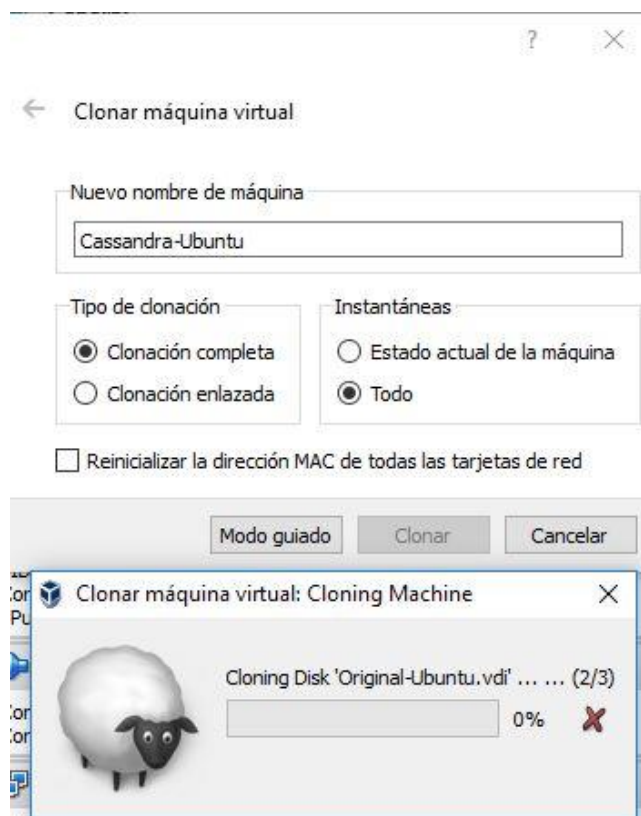 ?
Clonar máquina virtual
Nuevo nombre de máquina
Cassandra-Ubuntu
Tipo de clonación
Instantáneas
Clonación completa
Estado actual de la máquina
Clonación enlazada
Todo
Reinicializar la dirección MAC de todas las tarjetas de red
Modo guiado
Clonar
Cancelar
Clonar máquina virtual: Cloning Machine
Cloning Disk 'Original-Ubuntu.vdi' ... ... (2/3)
0%